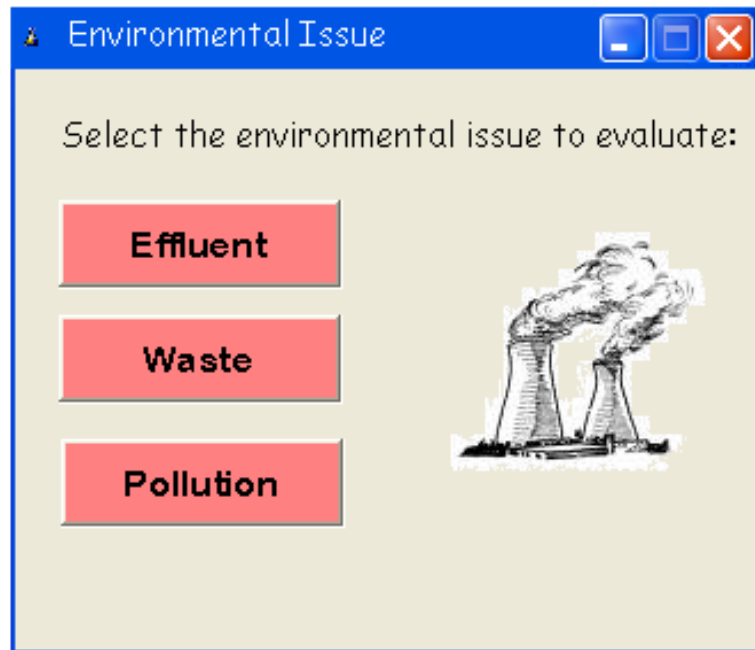 Environmental Issue
Select the environmental issue to evaluate:
Effluent
Waste
Pollution